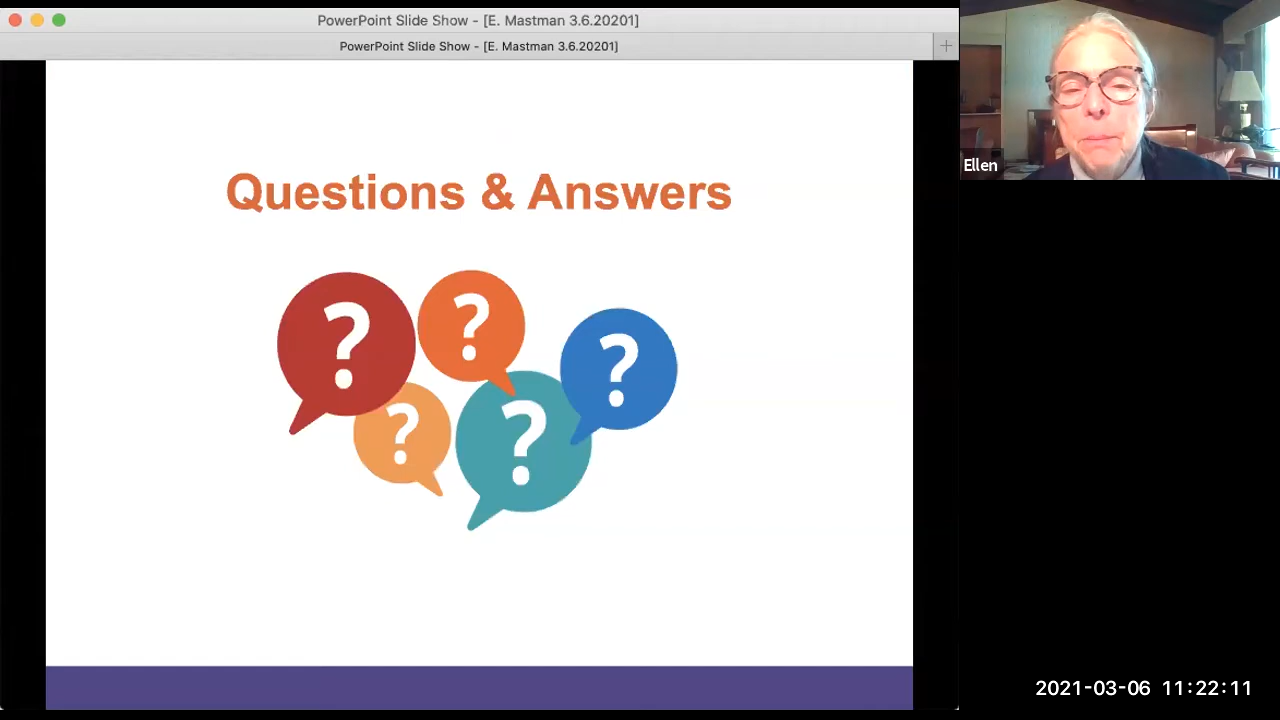 PowerPoint Slide Show - [E. Mastman 3.6.20201]
PowerPoint Slide Show - [E. Mastman 3.6.20201]
Ellen
Questions & Answers
?
?
?
?
?
2021-03-06 11:22:11